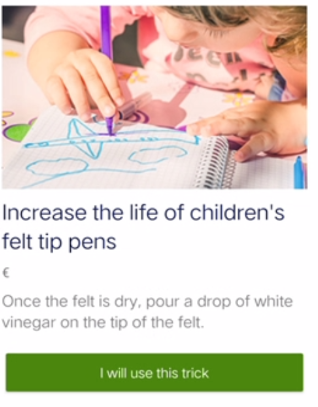 Increase the life of children's
felt tip pens
€
Once the felt is dry, pour a drop of white
vinegar on the tip of the felt.
I will use this trick